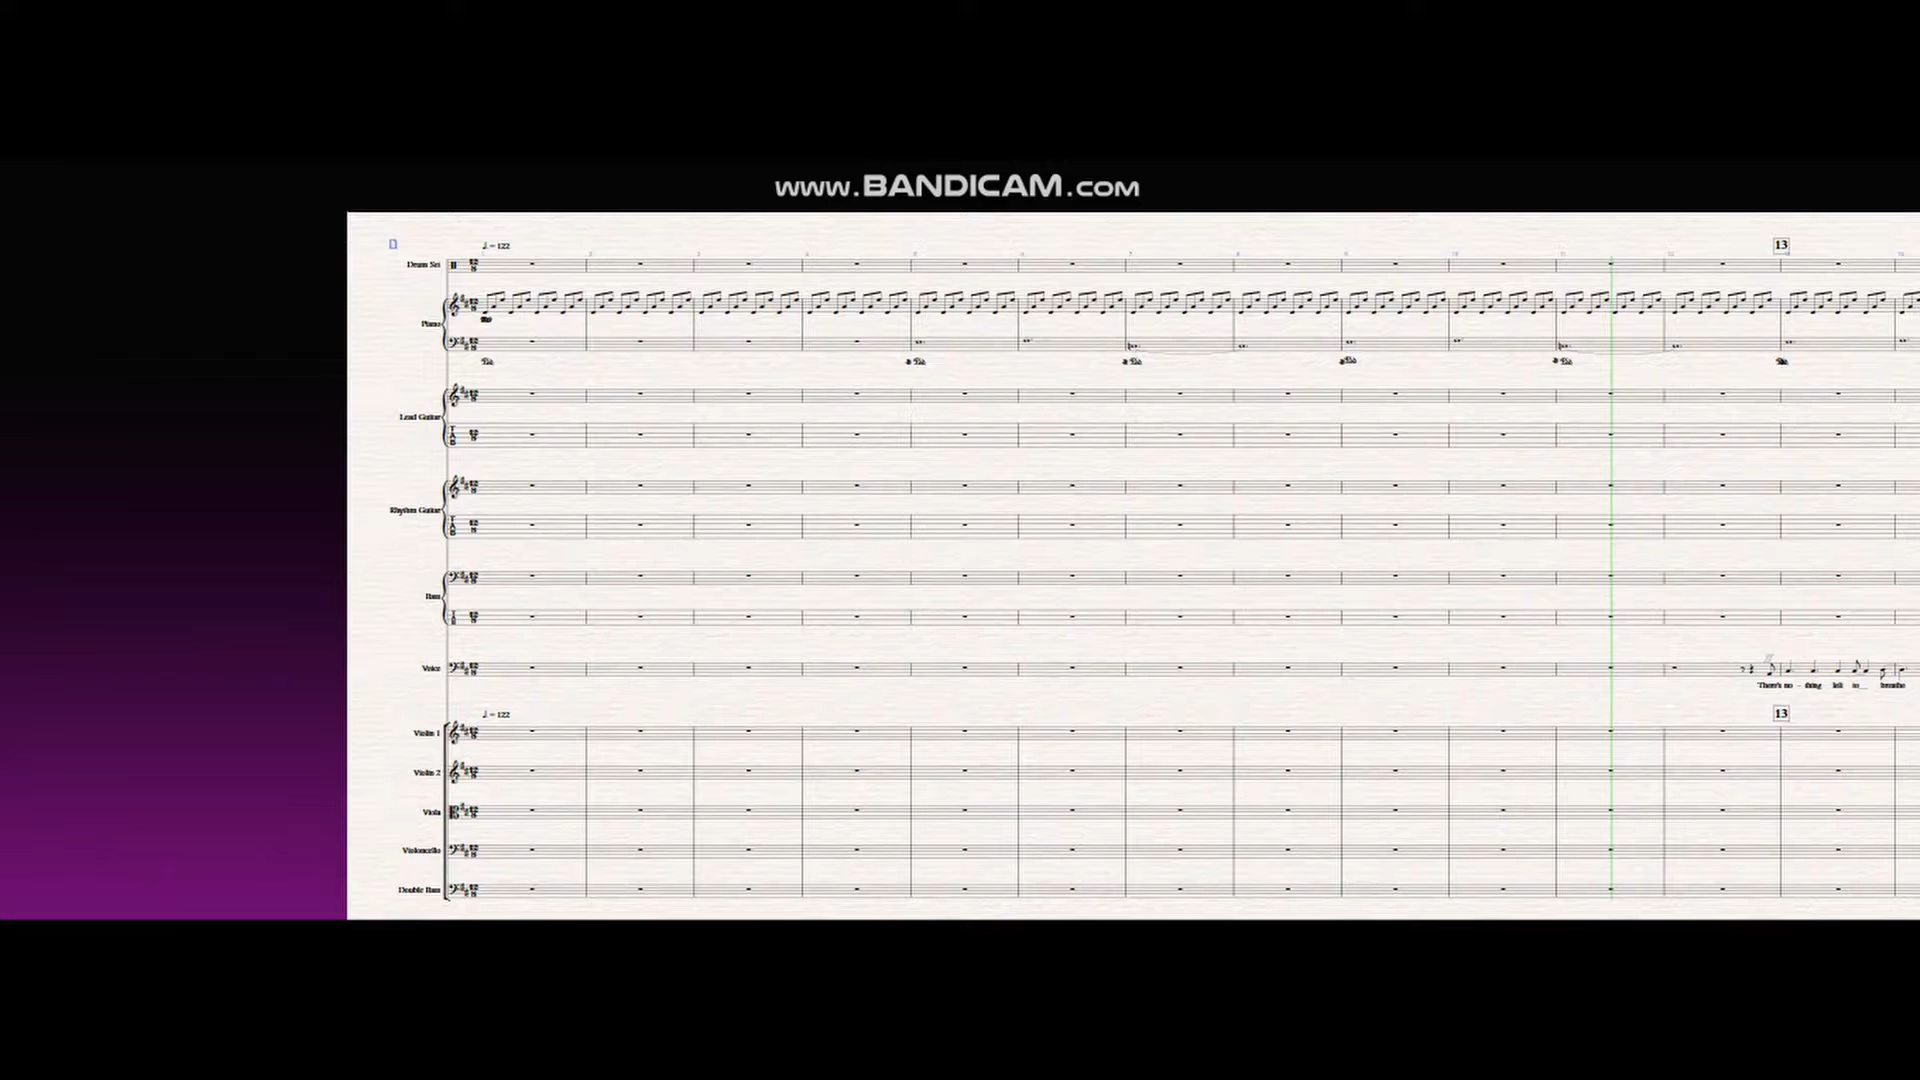 www.BANDICAM.com
♩ = 122
13
Drum Set
Piano
Lead Guitar
Rhythm Guitar
Bass
Voice
There's no - thing left to__ breathe
♩ = 122
13
Violin 1
Violin 2
Viola
Violoncello
Double Bass